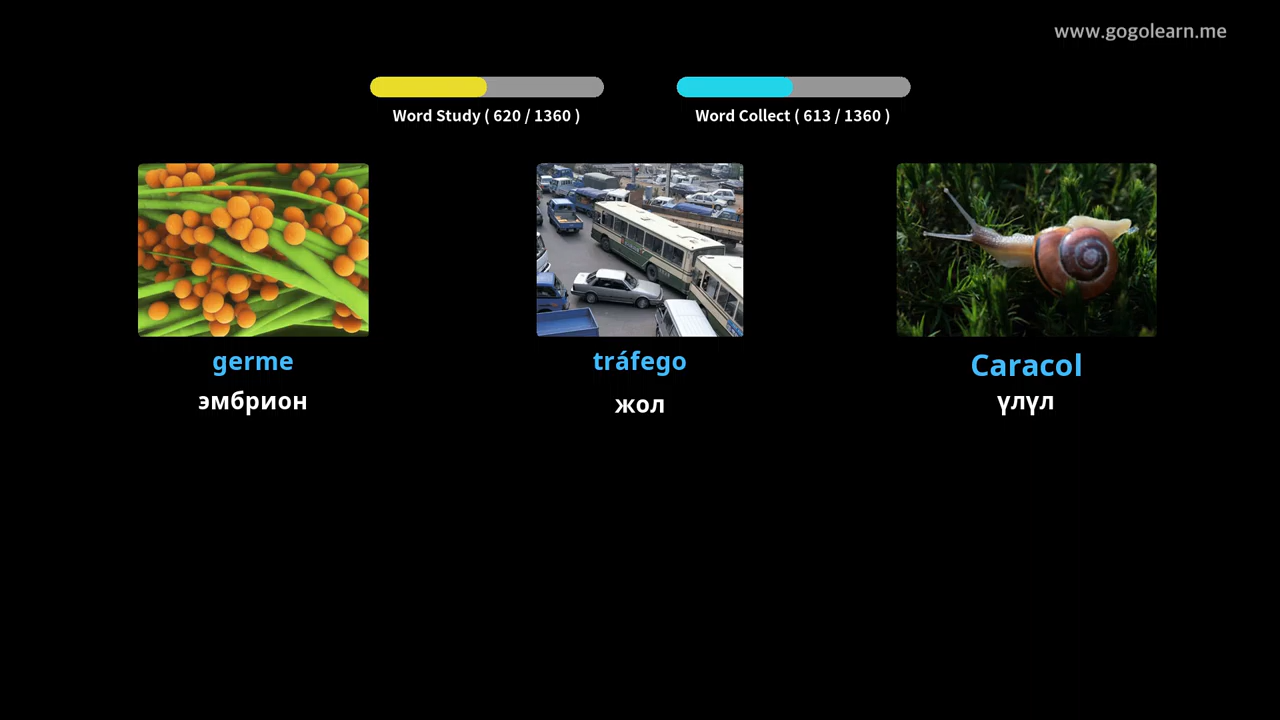 www.gogolearn.me
Word Study ( 620 / 1360 )
Word Collect ( 613 / 1360 )
germe
эмбрион
tráfego
жол
Caracol
үлүл